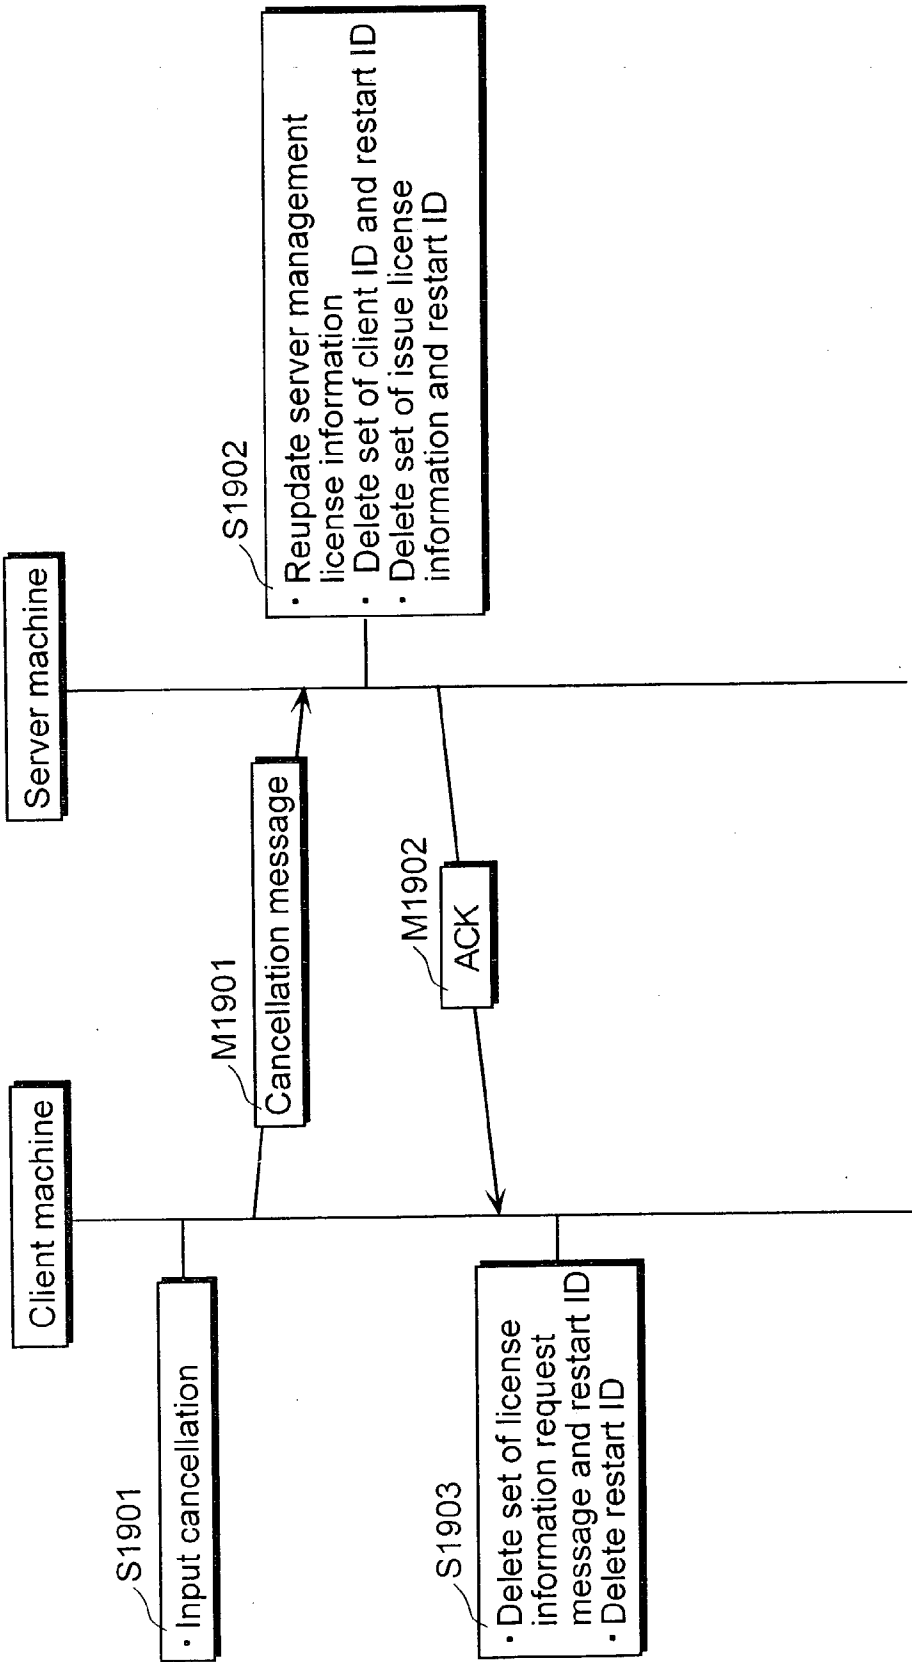 Client machine
Server machine
S1901
· Input cancellation
M1901
Cancellation message
S1902
· Reupdate server management
license information
· Delete set of client ID and restart ID
· Delete set of issue license
information and restart ID
M1902
ACK
S1903
· Delete set of license
information request
message and restart ID
· Delete restart ID